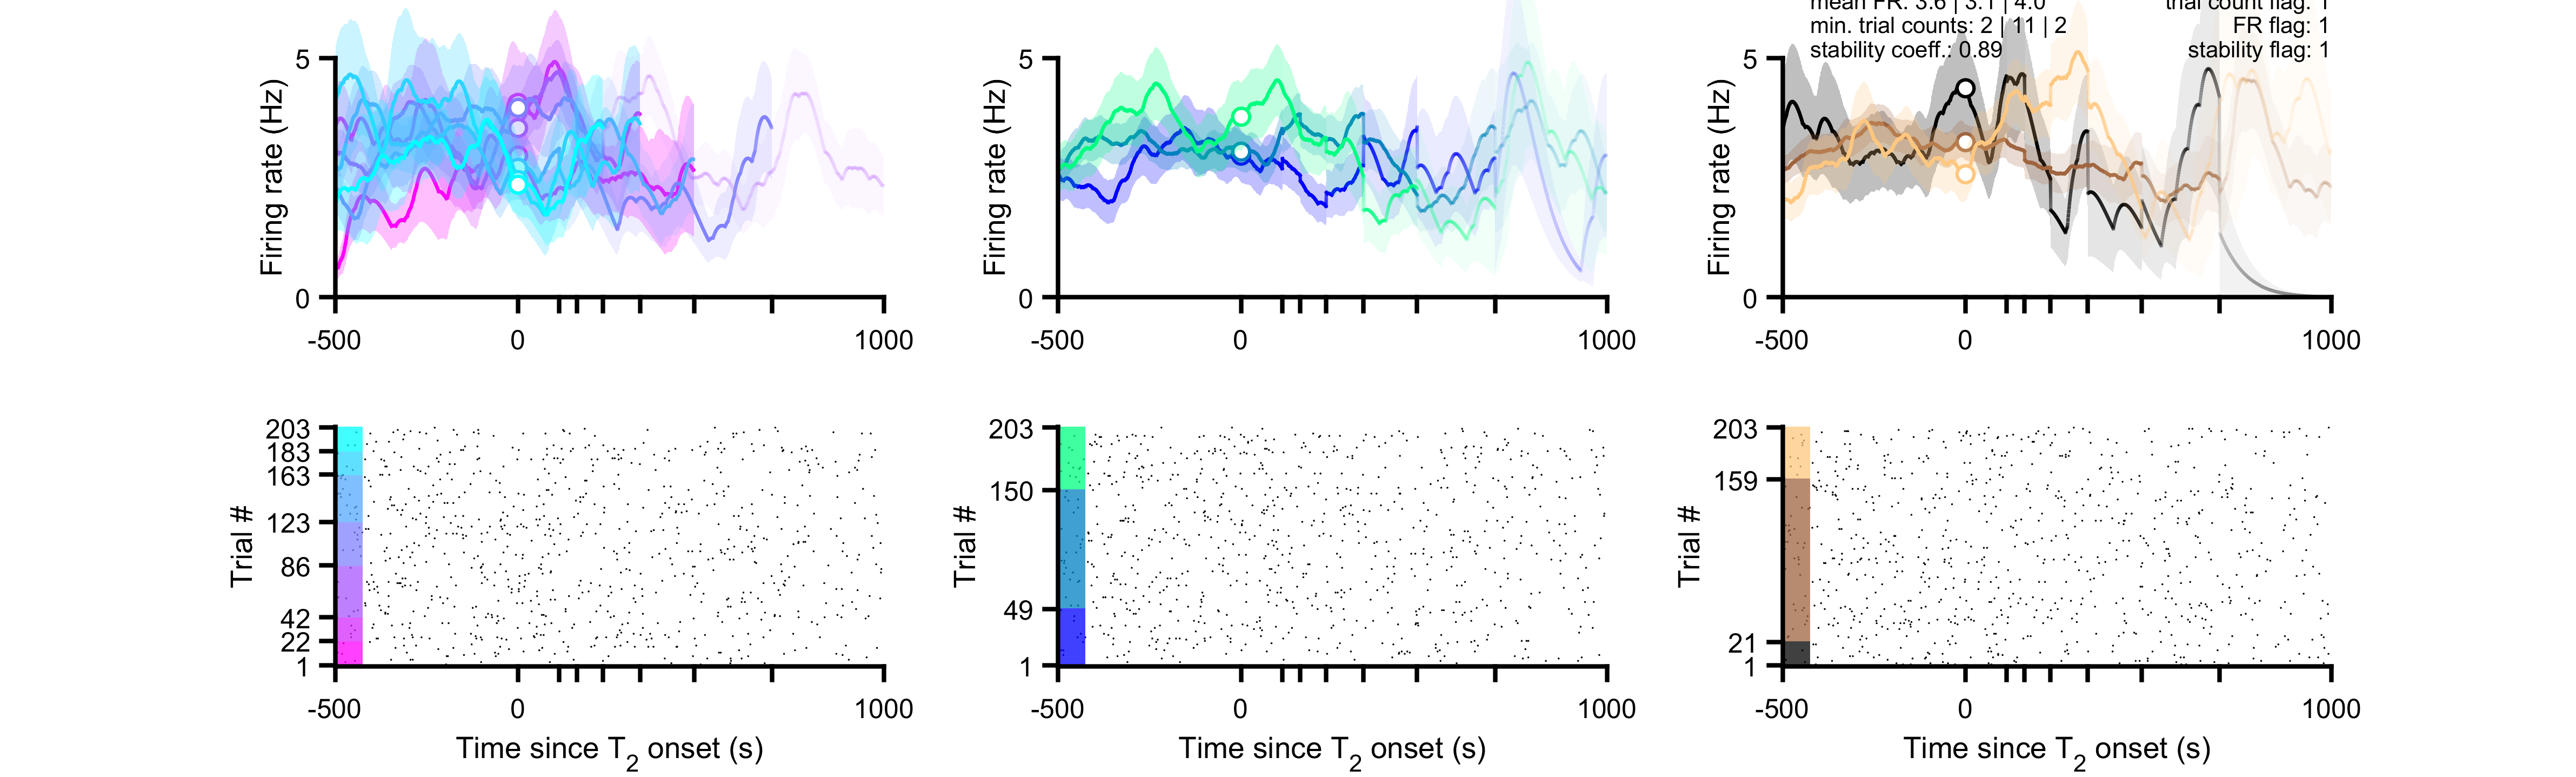 mean FR: 3.6 | 3.1 | 4.0 trial count flag: 1
min. trial counts: 2 | 11 | 2 FR flag: 1
stability coeff.: 0.89 stability flag: 1
5 5 5
Firing rate (Hz) Firing rate (Hz) Firing rate (Hz)
0 0 0
-500 0 1000 -500 0 1000 -500 0 1000
203 203 203
183
163 150 159
123
Trial # Trial # Trial #
86
42 49
22 21
1 1 1
-500 0 1000 -500 0 1000 -500 0 1000
Time since T2 onset (s) Time since T2 onset (s) Time since T2 onset (s)